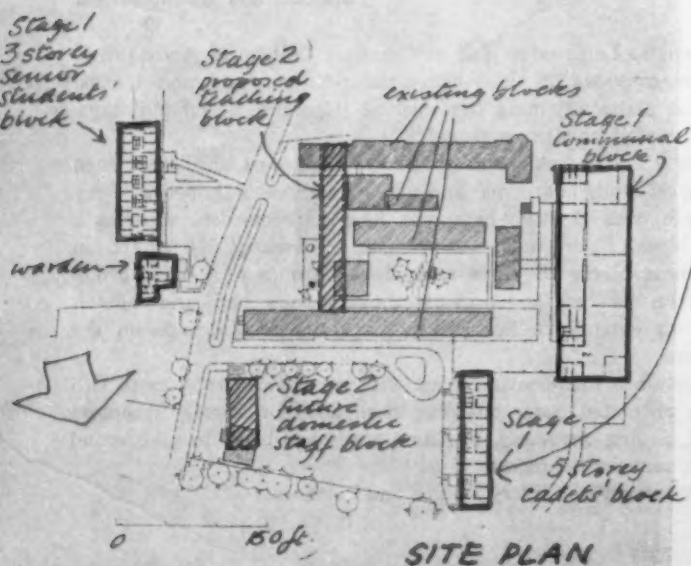 Stage 1
3 storey
senior
students'
block
Stage 2
proposed
teaching
block
existing blocks
Stage 1
Communal
block
warden
Stage 2
future
domestic
staff block
Stage
1
5 storey
cadets' block
0 150 ft.
SITE PLAN